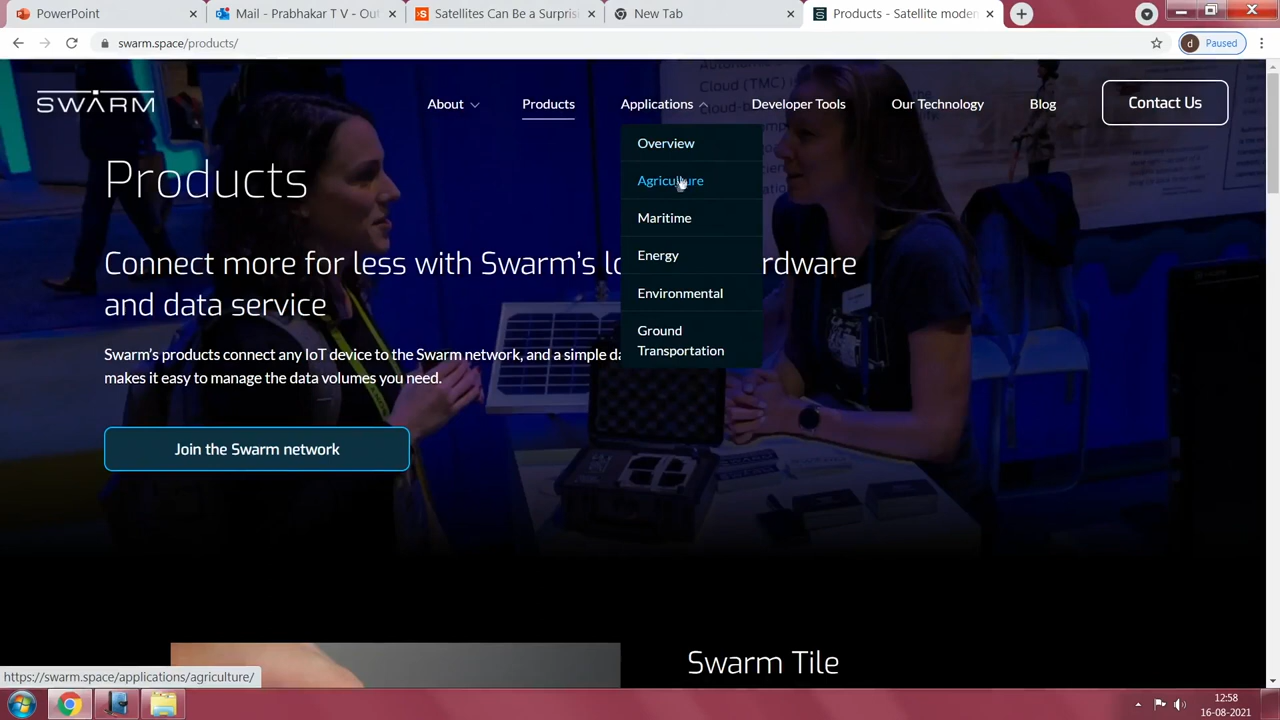 PowerPoint
Mail - Prabhakar T V - Out
Satellites Can Be a Surprisi
New Tab
Products - Satellite modem
swarm.space/products/
d
Paused
SWARM
About
Products
Applications
Developer Tools
Our Technology
Blog
Contact Us
Overview
Agriculture
Maritime
Energy
Environmental
Ground
Transportation
Products
Connect more for less with Swarm's lo rdware
and data service
Swarm's products connect any IoT device to the Swarm network, and a simple da
makes it easy to manage the data volumes you need.
Join the Swarm network
Swarm Tile
https://swarm.space/applications/agriculture/
12:58
16-08-2021